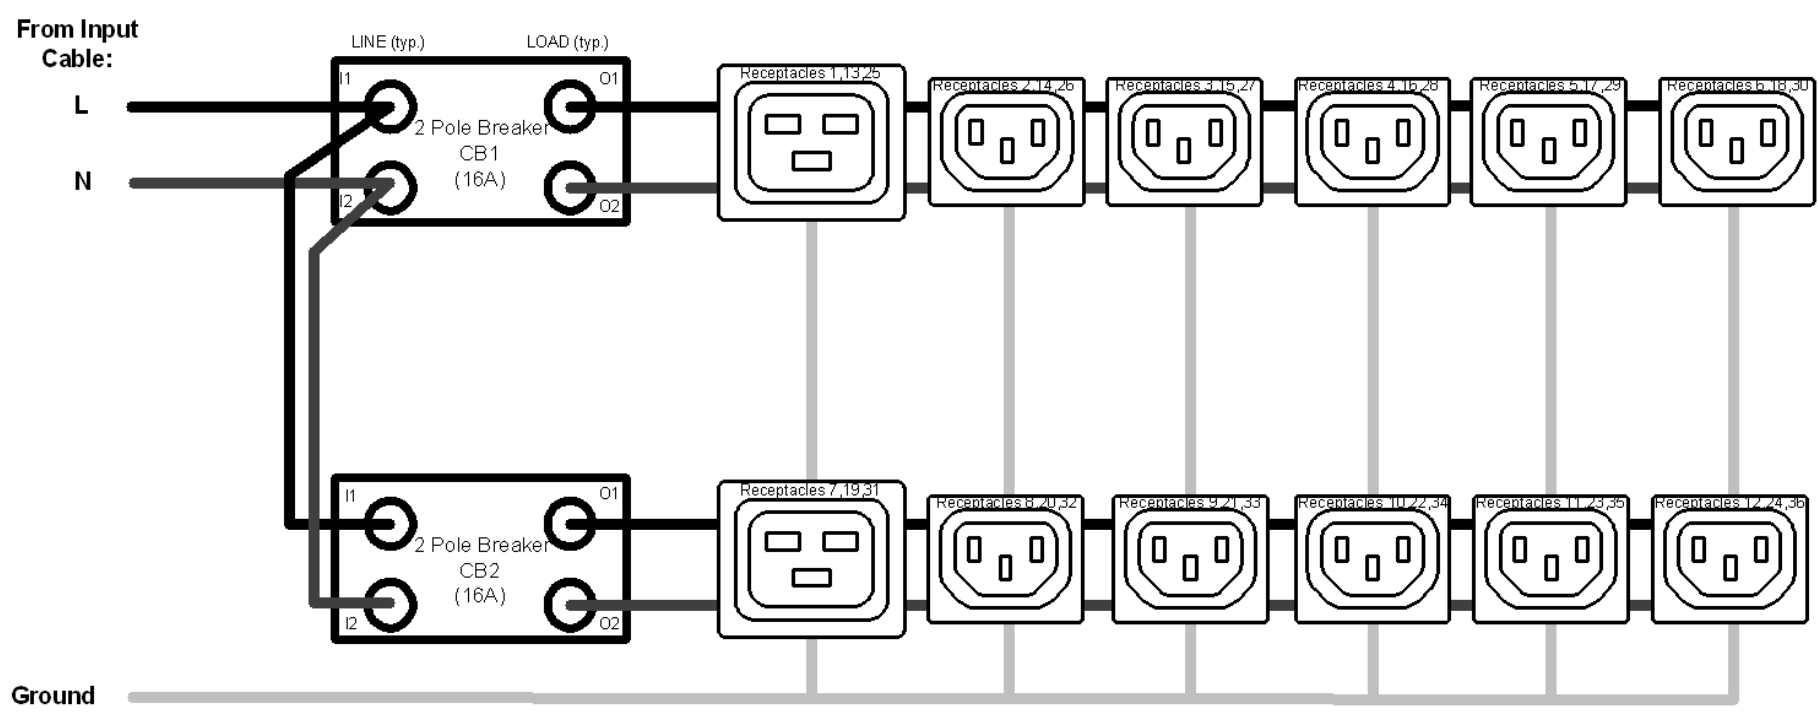 From Input
Cable:
LINE (typ.)
LOAD (typ.)
L
N
I1
O1
2 Pole Breaker
CB1
(16A)
I2
O2
Receptacles 1,13,25
Receptacles 2,14,26
Receptacles 3,15,27
Receptacles 4,16,28
Receptacles 5,17,29
Receptacles 6,18,30
I1
O1
2 Pole Breaker
CB2
(16A)
I2
O2
Receptacles 7,19,31
Receptacles 8,20,32
Receptacles 9,21,33
Receptacles 10,22,34
Receptacles 11,23,35
Receptacles 12,24,36
Ground